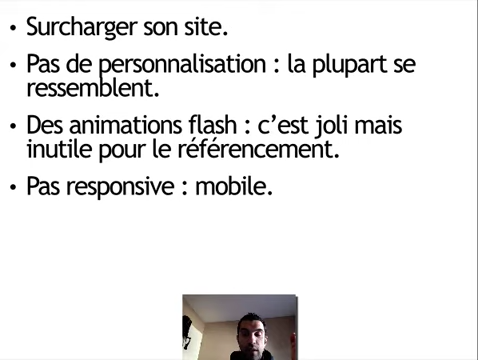 • Surcharger son site.
• Pas de personnalisation : la plupart se
ressemblent.
• Des animations flash : c’est joli mais
inutile pour le référencement.
• Pas responsive : mobile.